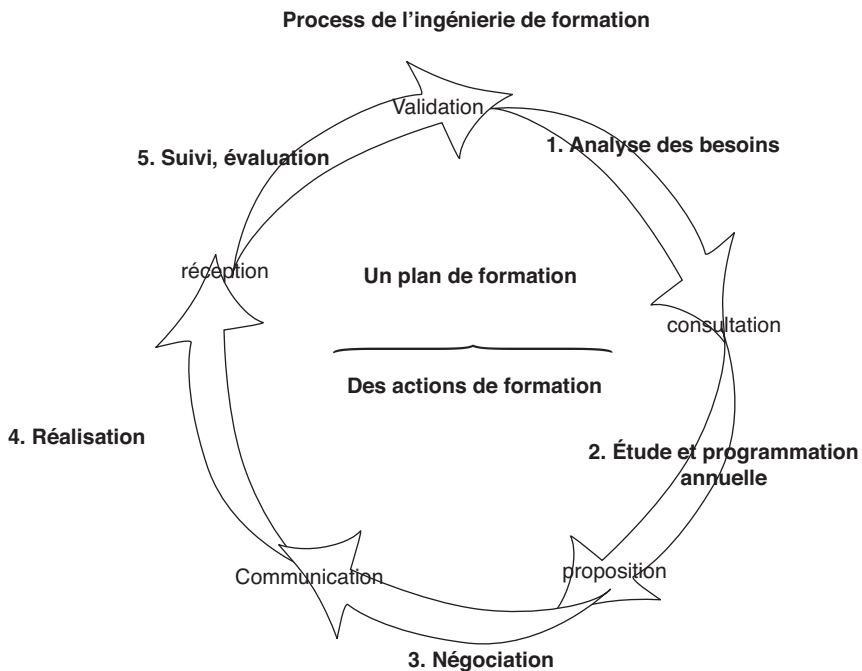 Process de l’ingénierie de formation
Validation
1. Analyse des besoins
5. Suivi, évaluation
réception
Un plan de formation
consultation
Des actions de formation
4. Réalisation
2. Étude et programmation
annuelle
proposition
Communication
3. Négociation